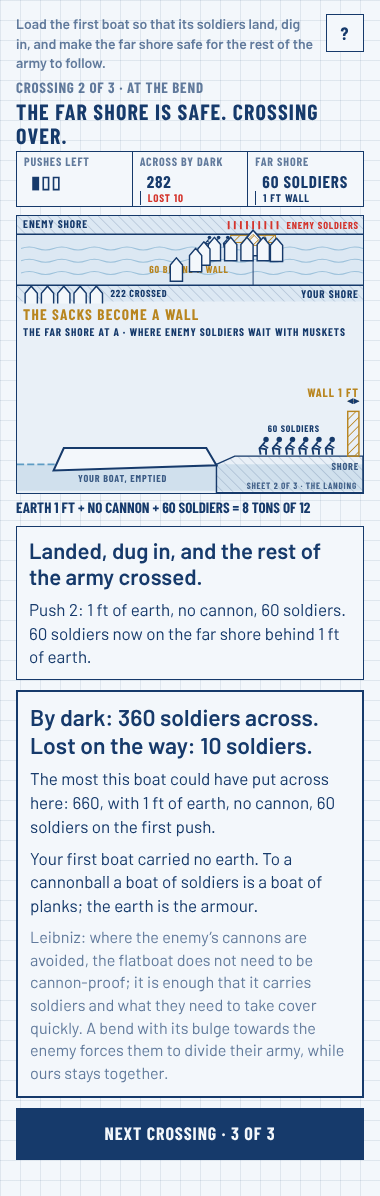 Load the first boat so that its soldiers land, dig
in, and make the far shore safe for the rest of the
army to follow.
?
CROSSING 2 OF 3 · AT THE BEND
THE FAR SHORE IS SAFE. CROSSING
OVER.
PUSHES LEFT
ACROSS BY DARK
282
LOST 10
FAR SHORE
60 SOLDIERS
1 FT WALL
ENEMY SHORE
ENEMY SOLDIERS
WALL
222 CROSSED
YOUR SHORE
THE SACKS BECOME A WALL
THE FAR SHORE AT A · WHERE ENEMY SOLDIERS WAIT WITH MUSKETS
WALL 1 FT
60 SOLDIERS
SHORE
YOUR BOAT, EMPTIED
SHEET 2 OF 3 · THE LANDING
EARTH 1 FT + NO CANNON + 60 SOLDIERS = 8 TONS OF 12
Landed, dug in, and the rest of
the army crossed.
Push 2: 1 ft of earth, no cannon, 60 soldiers.
60 soldiers now on the far shore behind 1 ft
of earth.
By dark: 360 soldiers across.
Lost on the way: 10 soldiers.
The most this boat could have put across
here: 660, with 1 ft of earth, no cannon, 60
soldiers on the first push.
Your first boat carried no earth. To a
cannonball a boat of soldiers is a boat of
planks; the earth is the armour.
Leibniz: where the enemy's cannons are
avoided, the flatboat does not need to be
cannon-proof; it is enough that it carries
soldiers and what they need to take cover
quickly. A bend with its bulge towards the
enemy forces them to divide their army, while
ours stays together.
NEXT CROSSING · 3 OF 3